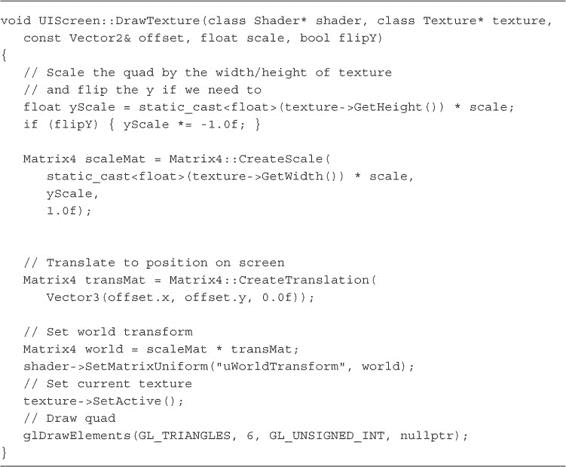 void UIScreen::DrawTexture(class Shader* shader, class Texture* texture,
   const Vector2& offset, float scale, bool flipY)
{
   // Scale the quad by the width/height of texture
   // and flip the y if we need to
   float yScale = static_cast<float>(texture->GetHeight()) * scale;
   if (flipY) { yScale *= -1.0f; }

   Matrix4 scaleMat = Matrix4::CreateScale(
      static_cast<float>(texture->GetWidth()) * scale,
      yScale,
      1.0f);

   // Translate to position on screen
   Matrix4 transMat = Matrix4::CreateTranslation(
      Vector3(offset.x, offset.y, 0.0f));

   // Set world transform
   Matrix4 world = scaleMat * transMat;
   shader->SetMatrixUniform("uWorldTransform", world);
   // Set current texture
   texture->SetActive();
   // Draw quad
   glDrawElements(GL_TRIANGLES, 6, GL_UNSIGNED_INT, nullptr);
}